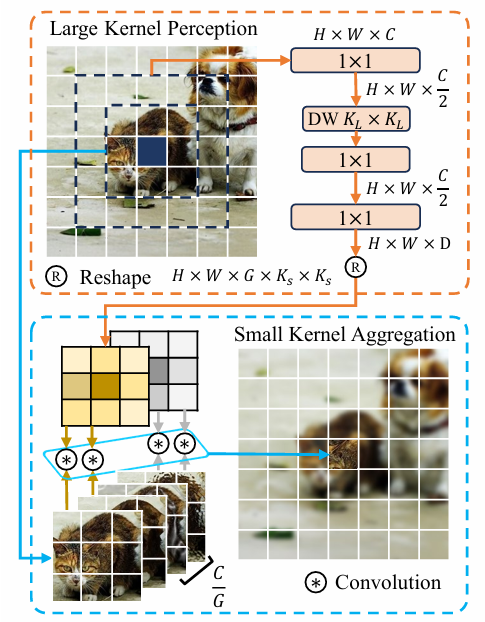 Large Kernel Perception
H × W × C
1×1
H × W × C/2
DW K_L × K_L
1×1
H × W × C/2
1×1
H × W × D
R
R Reshape H × W × G × K_s × K_s
Small Kernel Aggregation
C/G
⊛ Convolution